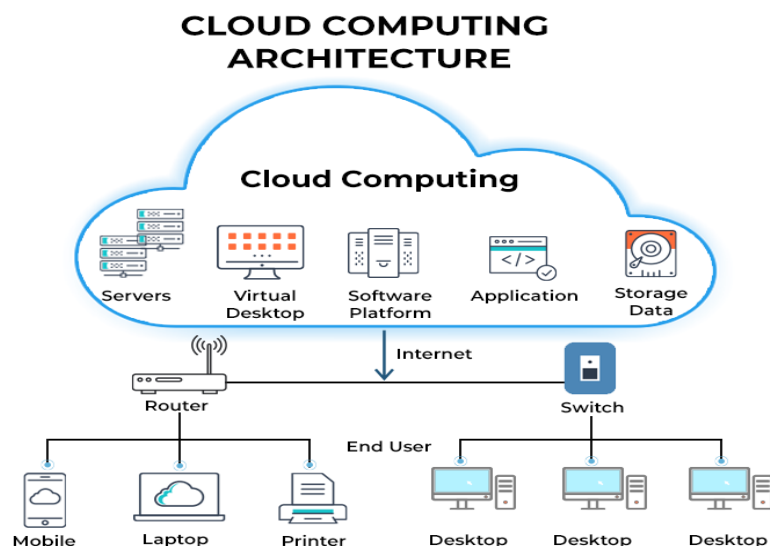 CLOUD COMPUTING
ARCHITECTURE
Cloud Computing
Servers
Virtual
Desktop
Software
Platform
Application
Storage
Data
Internet
Router
Switch
End User
Mobile
Laptop
Printer
Desktop
Desktop
Desktop